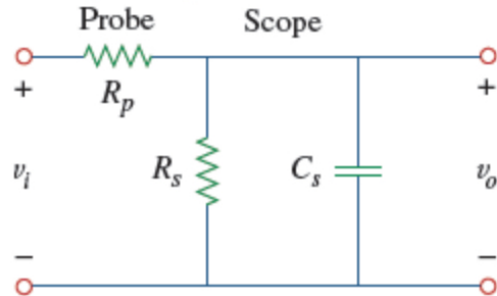 Probe Scope
+ R_p +
v_i R_s C_s v_o
− −